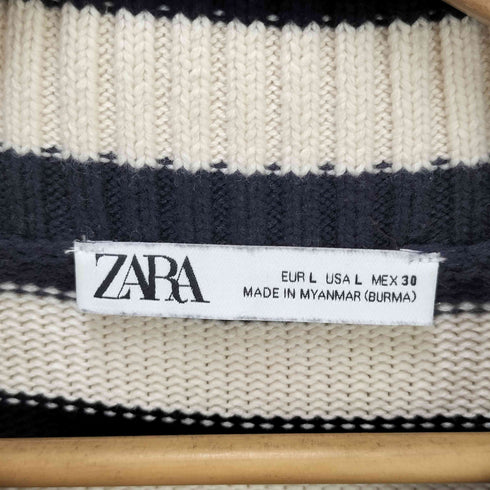 ZARA
EUR L USA L MEX 30
MADE IN MYANMAR (BURMA)